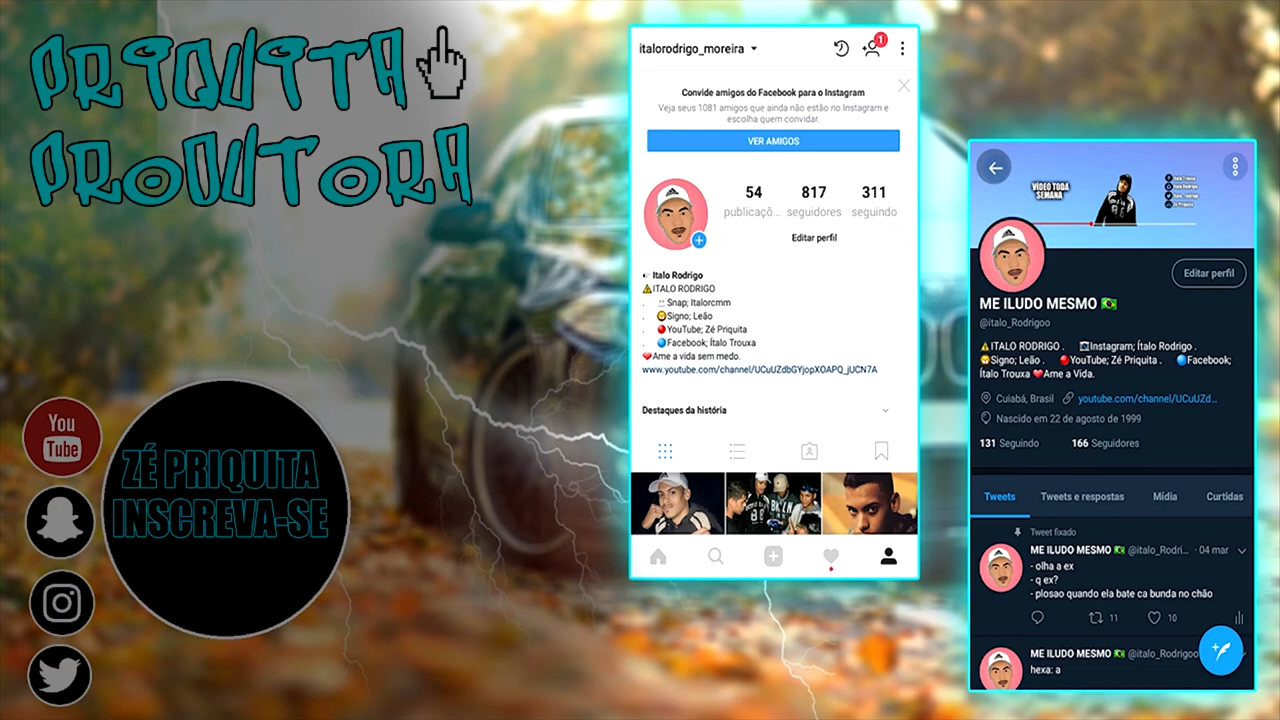 PRIQUITA
PRODUTORA
You
Tube
ZÉ PRIQUITA
INSCREVA-SE
italorodrigo_moreira
1
Convide amigos do Facebook para o Instagram
Veja seus 1081 amigos que ainda não estão no Instagram e
escolha quem convidar.
VER AMIGOS
54 817 311
publicaçõ... seguidores seguindo
Editar perfil
Italo Rodrigo
ITALO RODRIGO
. Snap; Italorcmm
. Signo; Leão
. YouTube; Zé Priquita
. Facebook; Ítalo Trouxa
Ame a vida sem medo.
www.youtube.com/channel/UCuUZdbGYjopXOAPQ_jUCN7A
Destaques da história
VÍDEO TODA
SEMANA
Editar perfil
ME ILUDO MESMO
@italo_Rodrigoo
ITALO RODRIGO . Instagram; Ítalo Rodrigo .
Signo; Leão . YouTube; Zé Priquita . Facebook;
Ítalo Trouxa Ame a Vida.
Cuiabá, Brasil youtube.com/channel/UCuUZd...
Nascido em 22 de agosto de 1999
131 Seguindo 166 Seguidores
Tweets Tweets e respostas Mídia Curtidas
Tweet fixado
ME ILUDO MESMO @italo_Rodri... · 04 mar
- olha a ex
- q ex?
- plosao quando ela bate ca bunda no chão
11 10
ME ILUDO MESMO @italo_Rodrigoo
hexa: a